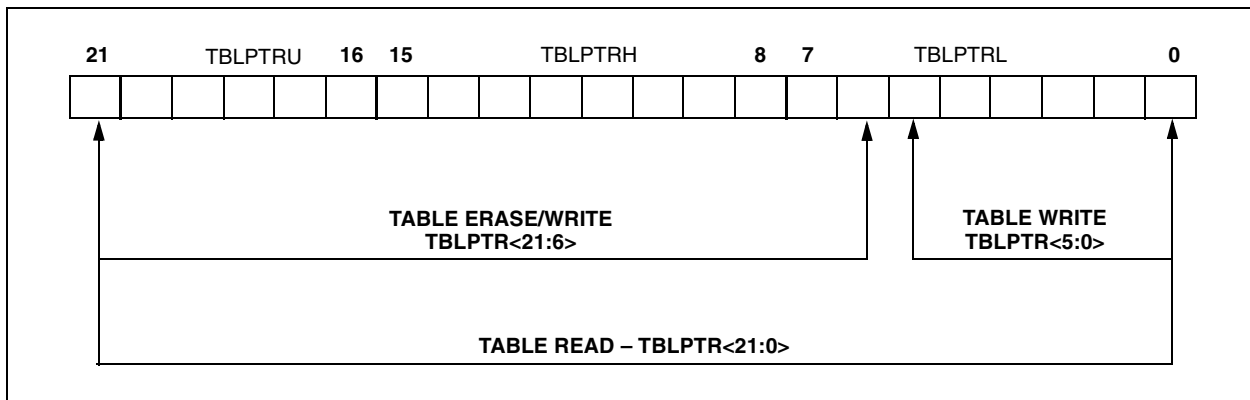 21 TBLPTRU 16 15 TBLPTRH 8 7 TBLPTRL 0
TABLE ERASE/WRITE
TBLPTR<21:6>
TABLE WRITE
TBLPTR<5:0>
TABLE READ – TBLPTR<21:0>